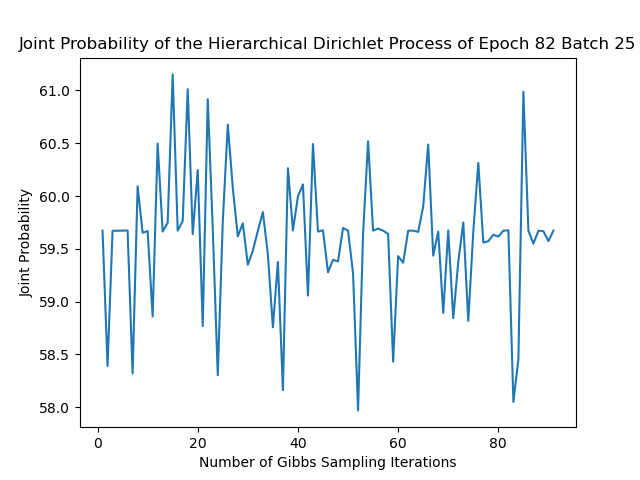 Joint Probability of the Hierarchical Dirichlet Process of Epoch 82 Batch 25
61.0
60.5
60.0
59.5
59.0
58.5
58.0
Joint Probability
0 20 40 60 80
Number of Gibbs Sampling Iterations